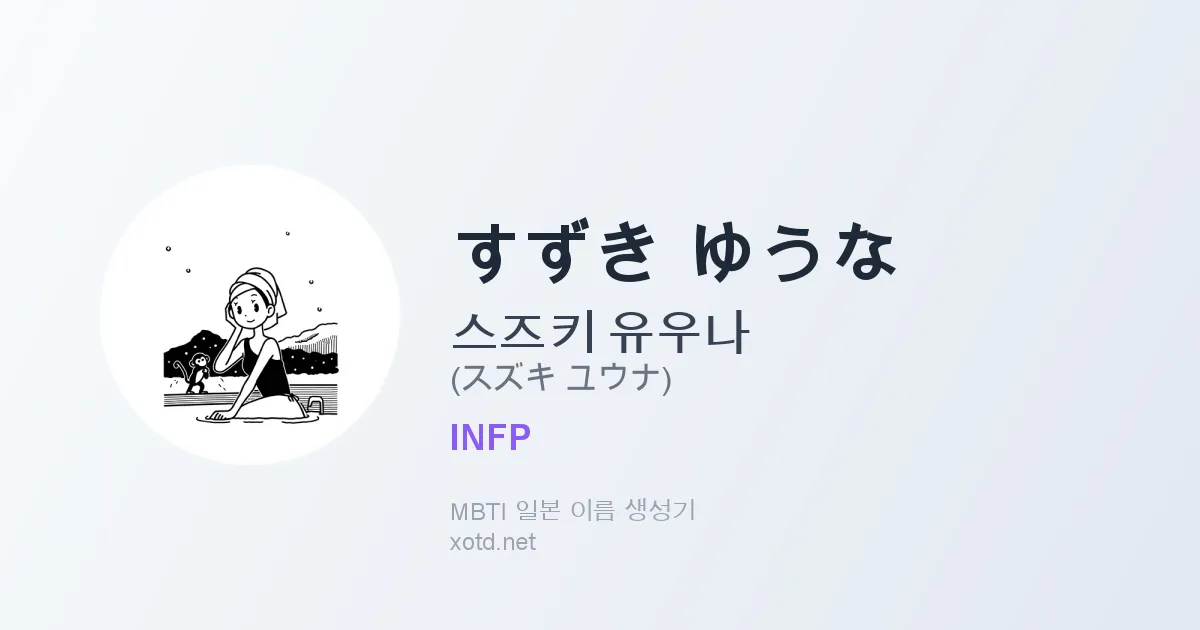 すずき ゆうな
스즈키 유우나
(スズキ ユウナ)
INFP
MBTI 일본 이름 생성기
xotd.net